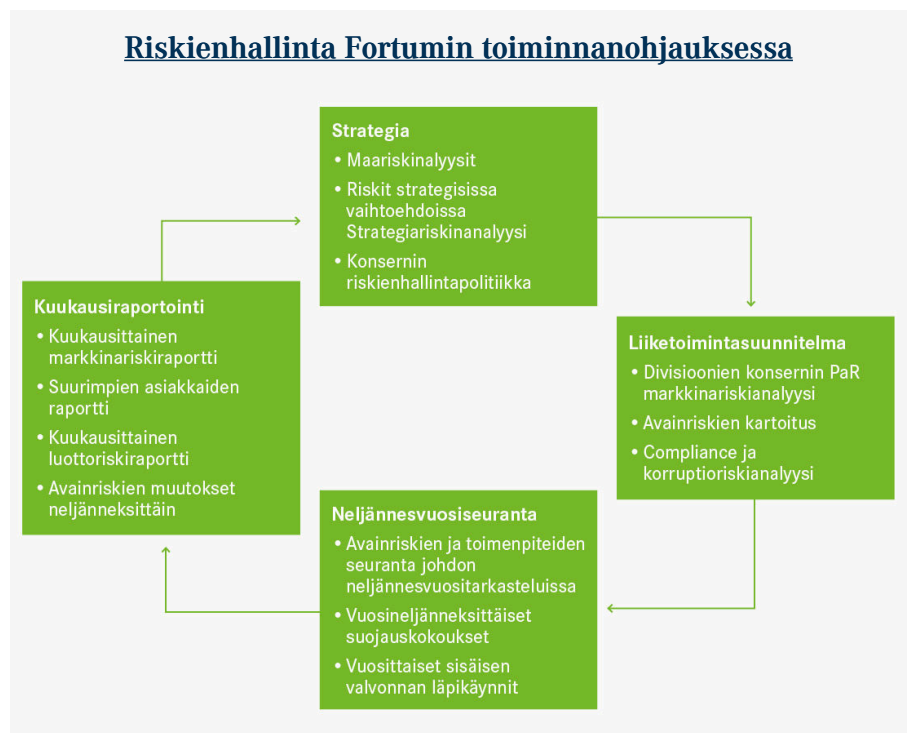 Riskienhallinta Fortumin toiminnanohjauksessa
Strategia
• Maariskinalyysit
• Riskit strategisissa
vaihtoehdoissa
Strategiariskinanalyysi
• Konsernin
riskienhallintapolitiikka
Liiketoimintasuunnitelma
• Divisioonien konsernin PaR
markkinariskianalyysi
• Avainriskien kartoitus
• Compliance ja
korruptioriskianalyysi
Neljännesvuosiseuranta
• Avainriskien ja toimenpiteiden
seuranta johdon
neljännesvuositarkasteluissa
• Vuosineljänneksittäiset
suojauskokoukset
• Vuosittaiset sisäisen
valvonnan läpikäynnit
Kuukausiraportointi
• Kuukausittainen
markkinariskiraportti
• Suurimpien asiakkaiden
raportti
• Kuukausittainen
luottoriskiraportti
• Avainriskien muutokset
neljänneksittäin